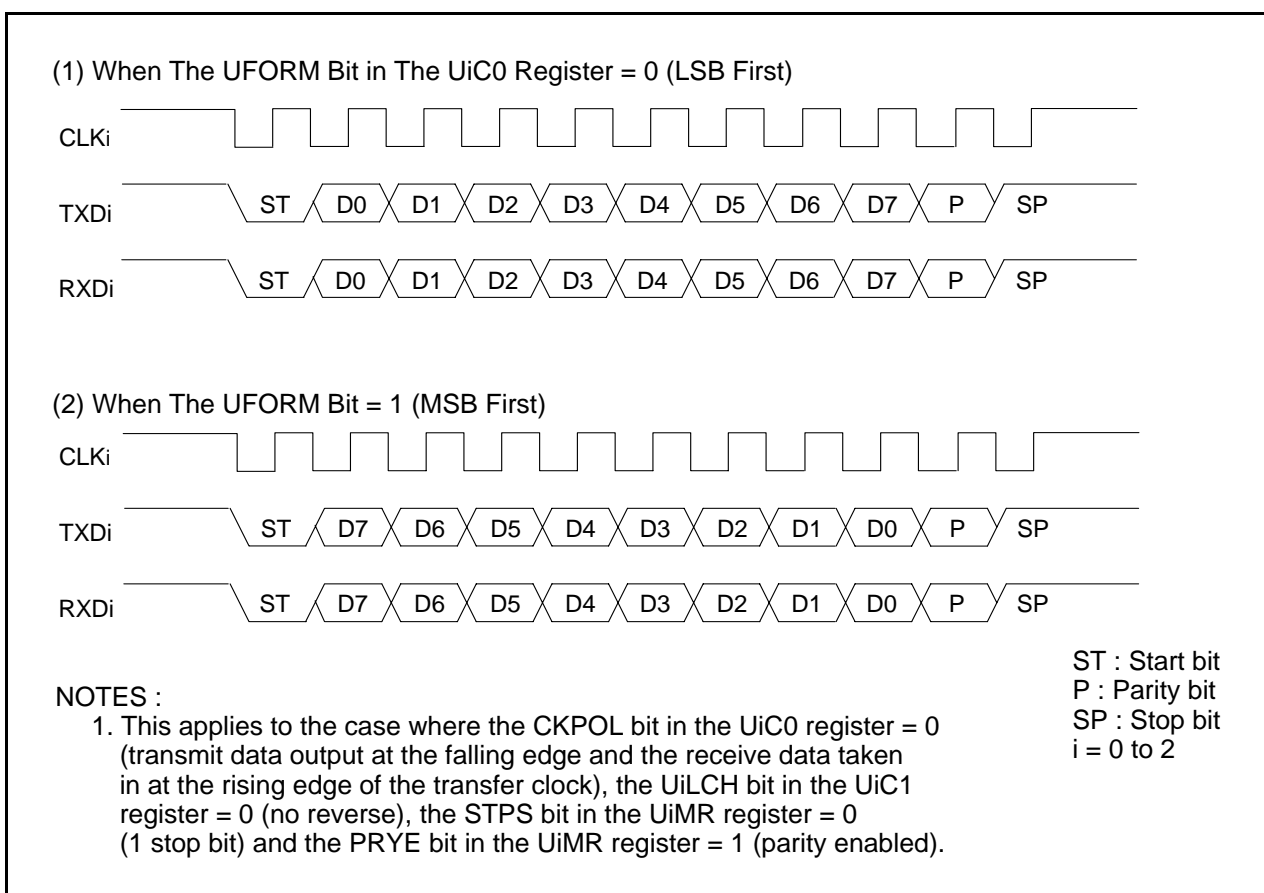 (1) When The UFORM Bit in The UiC0 Register = 0 (LSB First)
CLKi
TXDi ST D0 D1 D2 D3 D4 D5 D6 D7 P SP
RXDi ST D0 D1 D2 D3 D4 D5 D6 D7 P SP
(2) When The UFORM Bit = 1 (MSB First)
CLKi
TXDi ST D7 D6 D5 D4 D3 D2 D1 D0 P SP
RXDi ST D7 D6 D5 D4 D3 D2 D1 D0 P SP
ST : Start bit
P : Parity bit
SP : Stop bit
i = 0 to 2
NOTES :
1. This applies to the case where the CKPOL bit in the UiC0 register = 0
(transmit data output at the falling edge and the receive data taken
in at the rising edge of the transfer clock), the UiLCH bit in the UiC1
register = 0 (no reverse), the STPS bit in the UiMR register = 0
(1 stop bit) and the PRYE bit in the UiMR register = 1 (parity enabled).